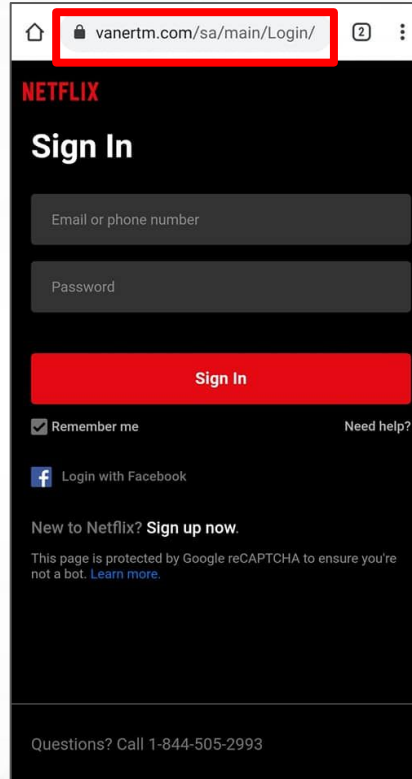 vanertm.com/sa/main/Login/
2
NETFLIX
Sign In
Email or phone number
Password
Sign In
Remember me
Need help?
f
Login with Facebook
New to Netflix? Sign up now.
This page is protected by Google reCAPTCHA to ensure you're
not a bot. Learn more.
Questions? Call 1-844-505-2993